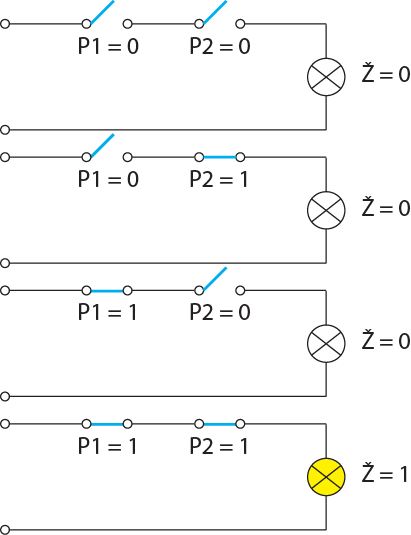 P1 = 0 P2 = 0
Ž = 0
P1 = 0 P2 = 1
Ž = 0
P1 = 1 P2 = 0
Ž = 0
P1 = 1 P2 = 1
Ž = 1